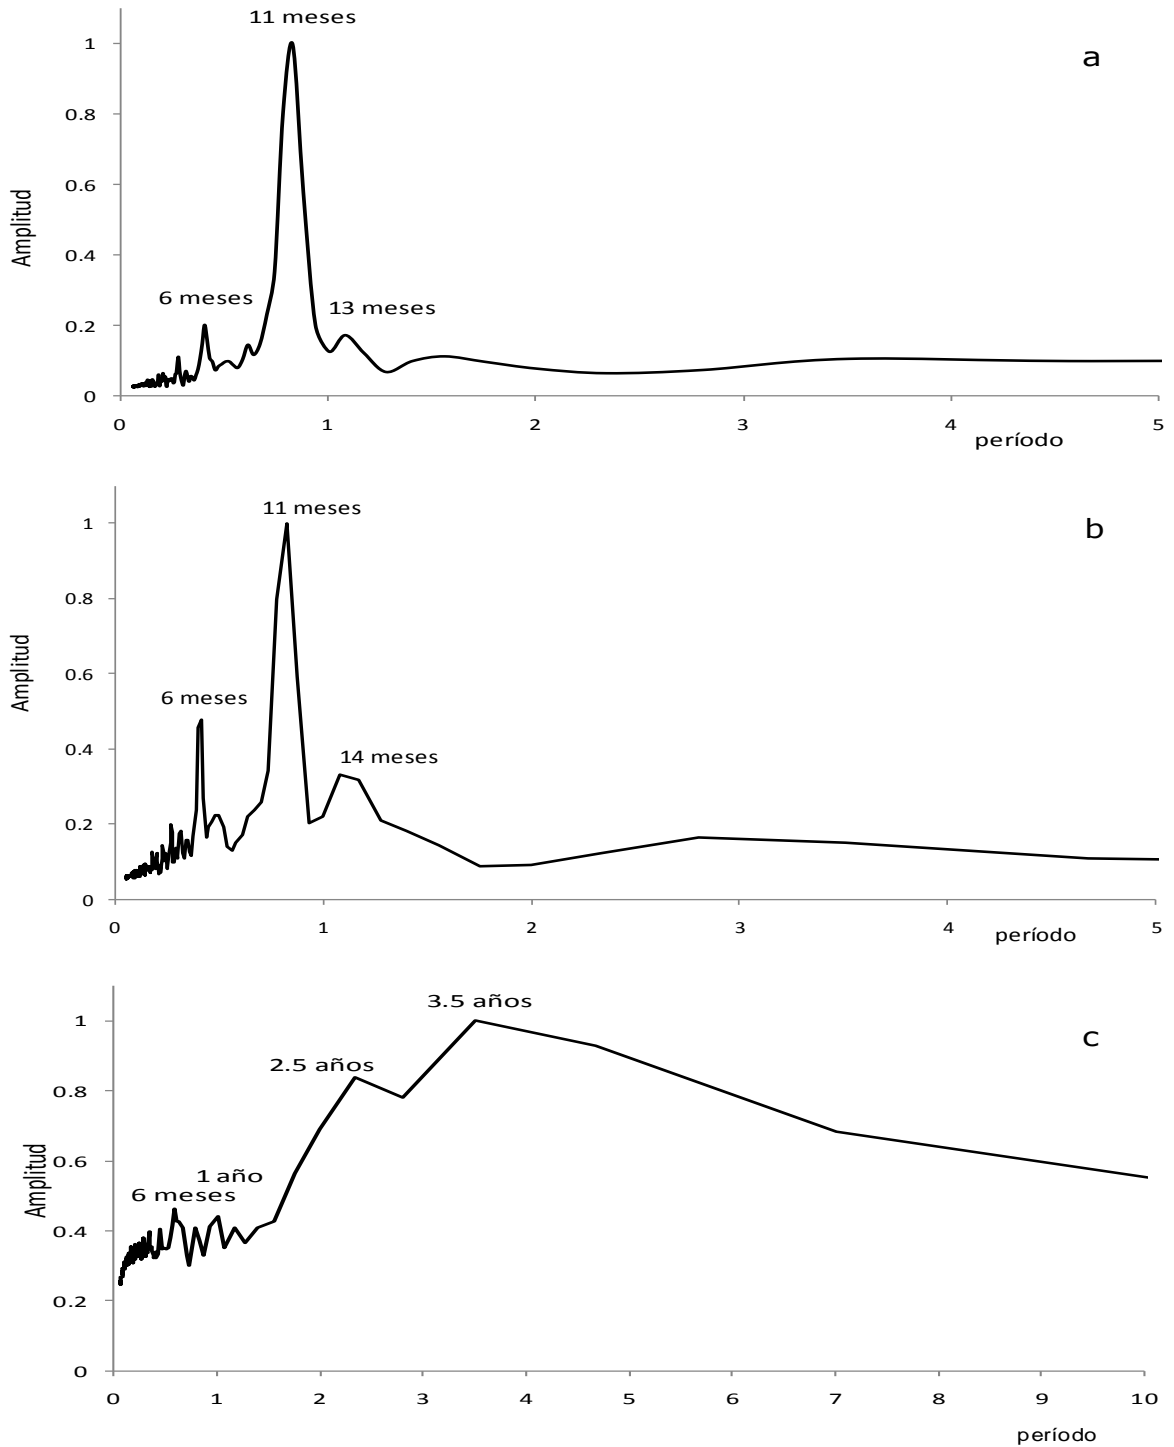 11 meses
a
1
0.8
0.6
Amplitud
0.4
6 meses
13 meses
0.2
0
0 1 2 3 4 5
período
11 meses
b
1
0.8
6 meses
0.6
Amplitud
14 meses
0.4
0.2
0
0 1 2 3 4 5
período
3.5 años
c
1
2.5 años
0.8
Amplitud
0.6
1 año
6 meses
0.4
0.2
0
0 1 2 3 4 5 6 7 8 9 10
período